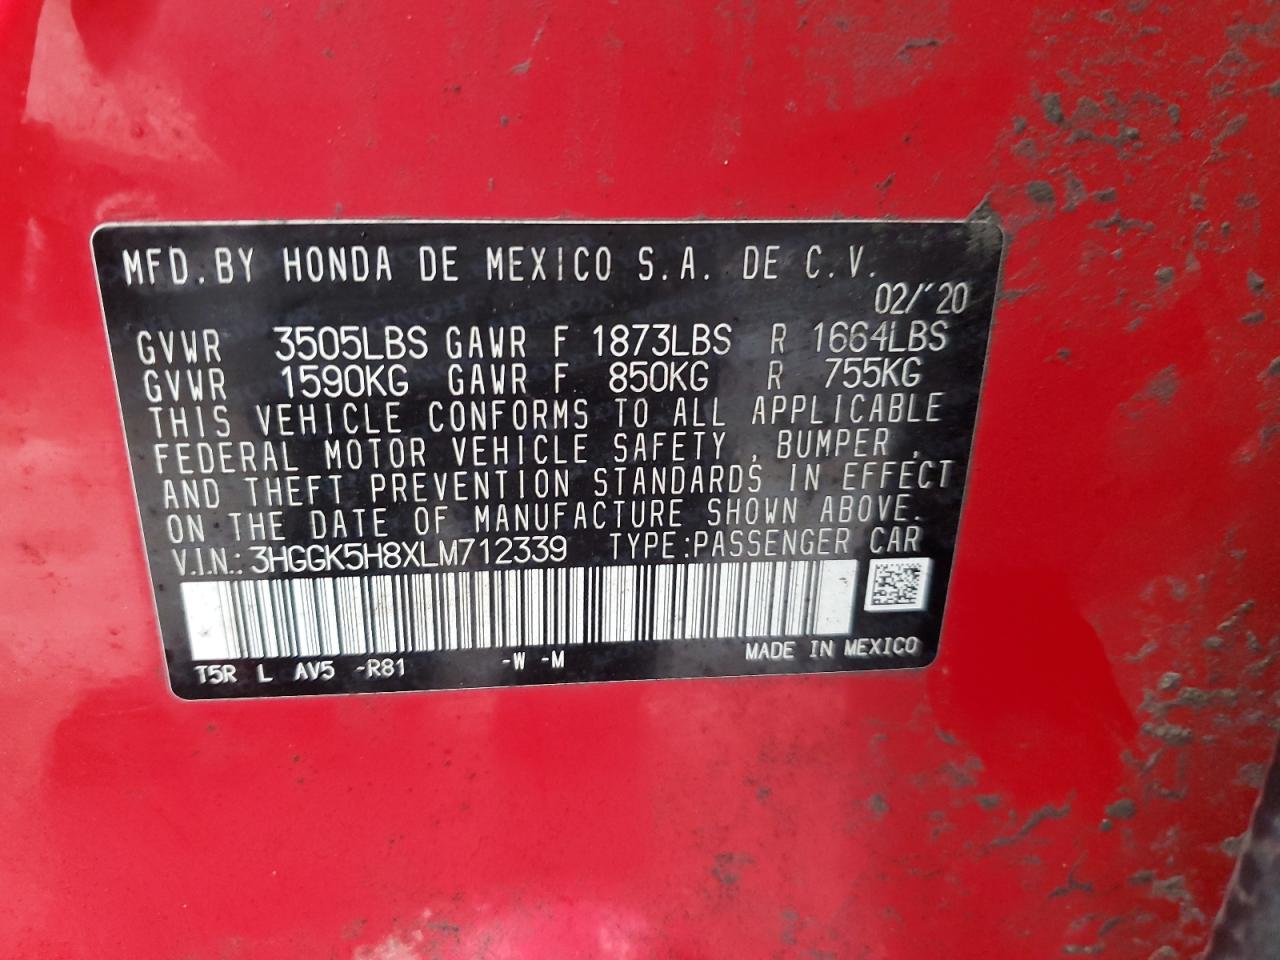 MFD. BY HONDA DE MEXICO S.A. DE C.V.
02/'20
GVWR 3505LBS GAWR F 1873LBS R 1664LBS
GVWR 1590KG GAWR F 850KG R 755KG
THIS VEHICLE CONFORMS TO ALL APPLICABLE
FEDERAL MOTOR VEHICLE SAFETY , BUMPER ,
AND THEFT PREVENTION STANDARDS IN EFFECT
ON THE DATE OF MANUFACTURE SHOWN ABOVE.
V.I.N.: 3HGGK5H8XLM712339 TYPE:PASSENGER CAR
T5R L AV5 -R81 -W -M MADE IN MEXICO